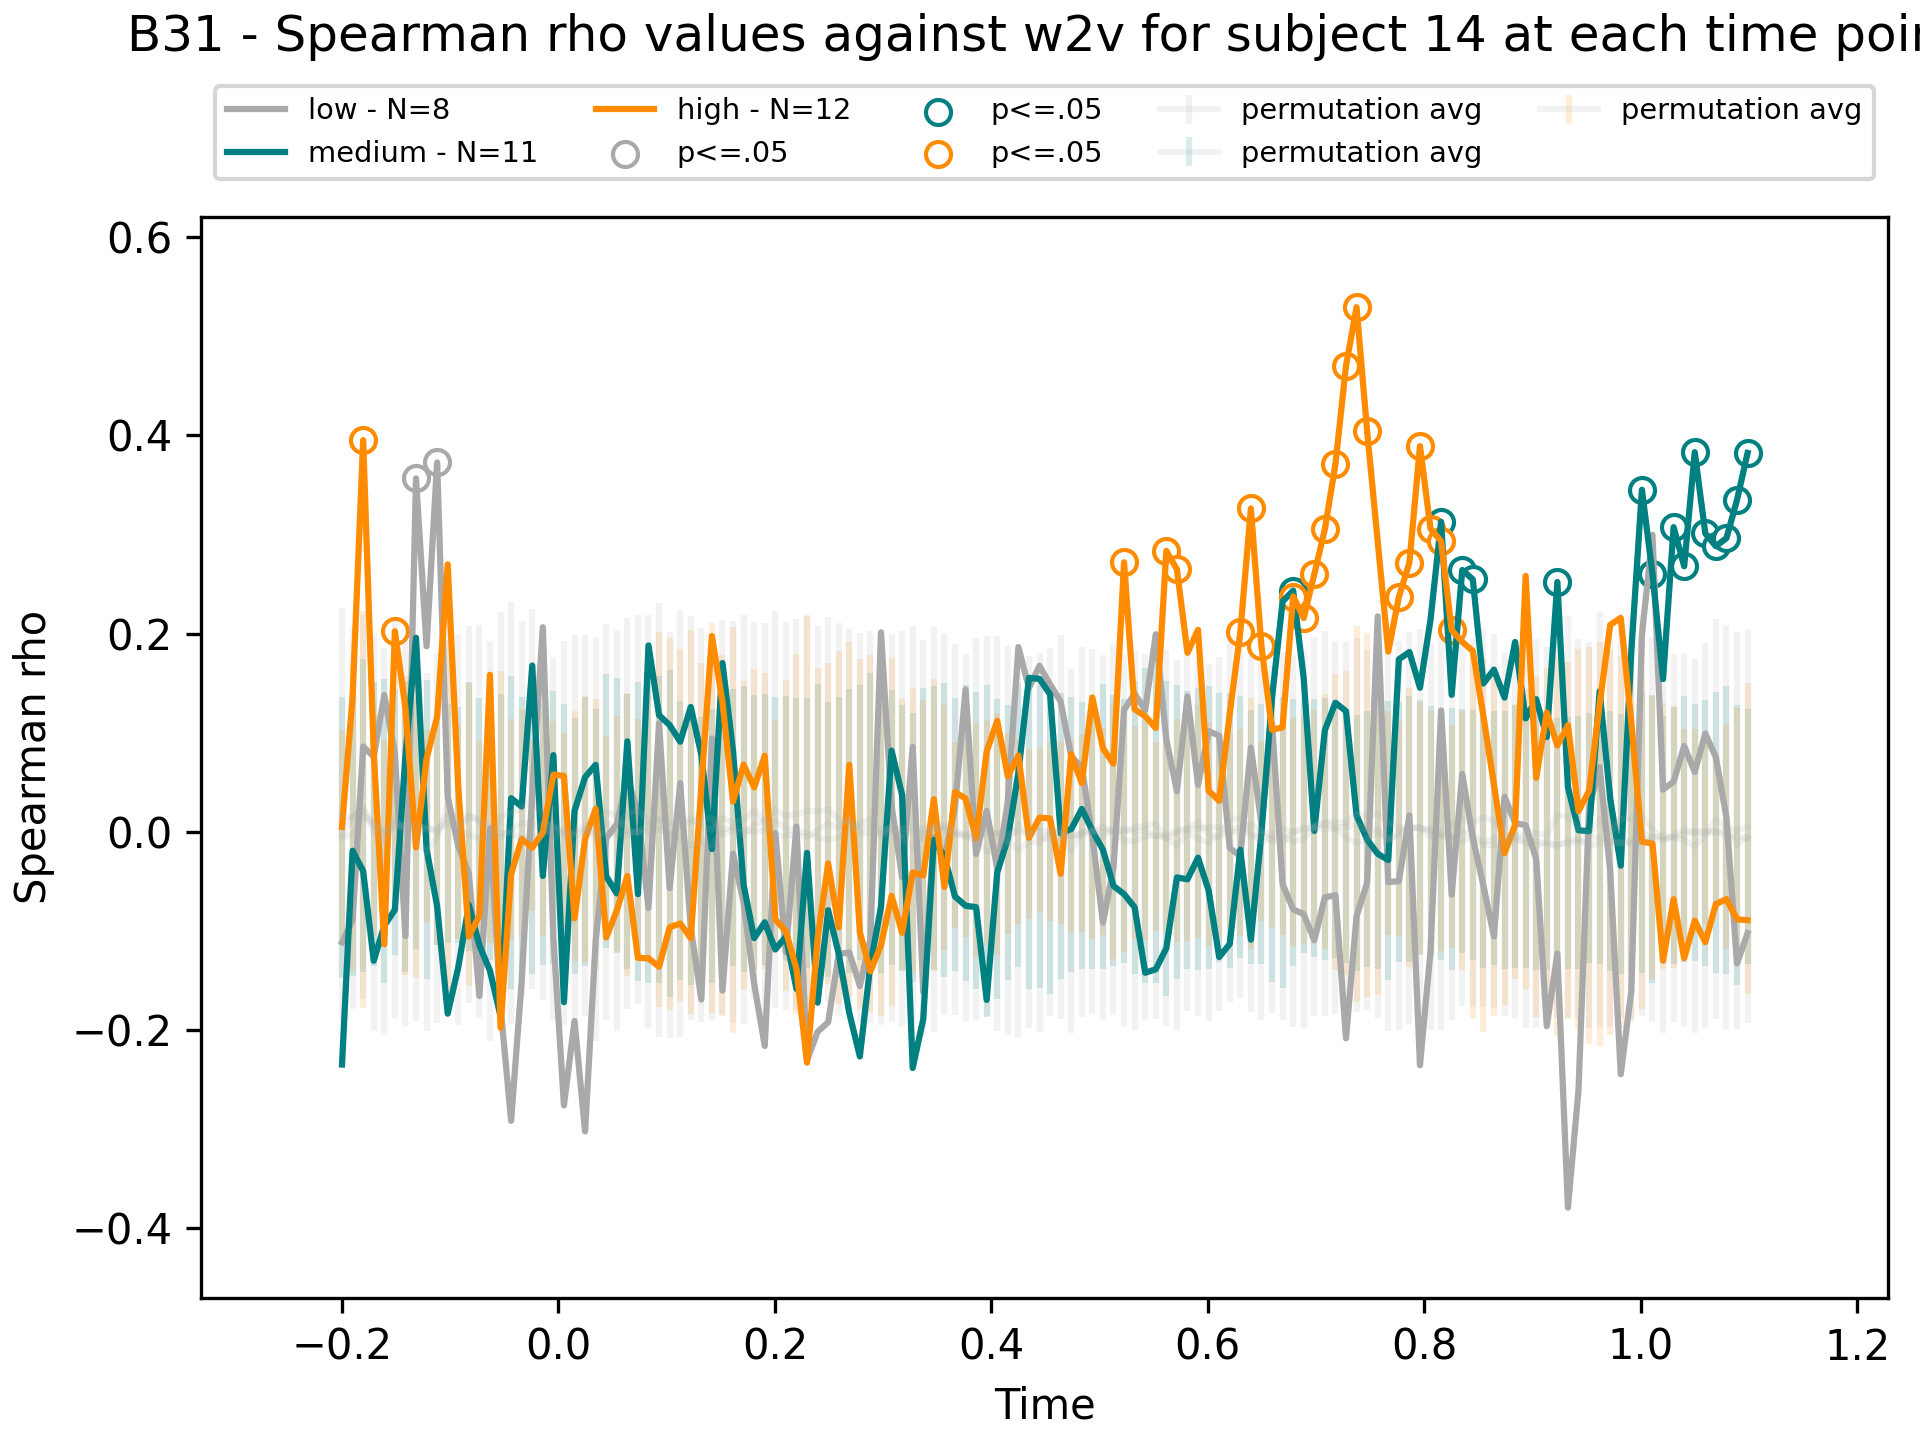 B31 - Spearman rho values against w2v for subject 14 at each time
low - N=8
medium - N=11
high - N=12
p<=.05
p<=.05
p<=.05
permutation avg
permutation avg
permutation avg
Spearman rho
0.6
0.4
0.2
0.0
−0.2
−0.4
−0.2
0.0
0.2
0.4
0.6
0.8
1.0
1.2
Time